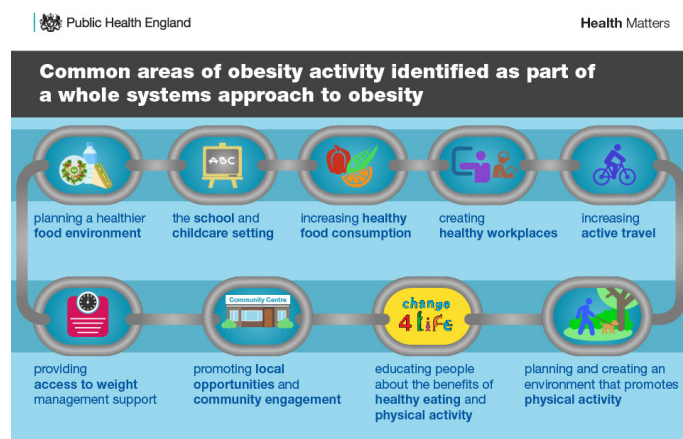 Public Health England
Health Matters
Common areas of obesity activity identified as part of
a whole systems approach to obesity
ABC
planning a healthier
food environment
the school and
childcare setting
increasing healthy
food consumption
creating
healthy workplaces
increasing
active travel
Community Centre
change
4 life
providing
access to weight
management support
promoting local
opportunities and
community engagement
educating people
about the benefits of
healthy eating and
physical activity
planning and creating an
environment that promotes
physical activity